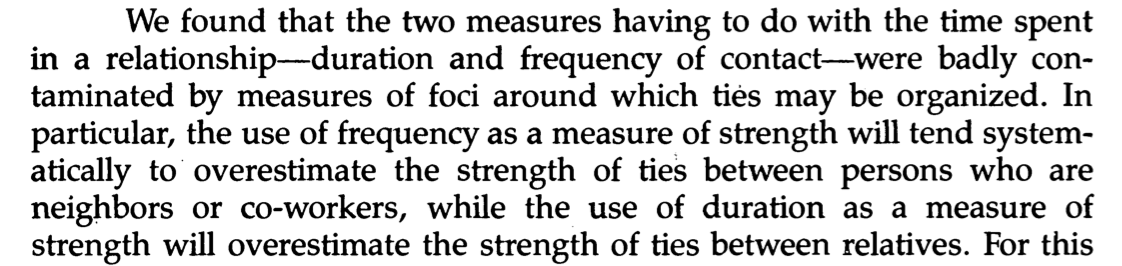 We found that the two measures having to do with the time spent
in a relationship—duration and frequency of contact—were badly con-
taminated by measures of foci around which ties may be organized. In
particular, the use of frequency as a measure of strength will tend system-
atically to overestimate the strength of ties between persons who are
neighbors or co-workers, while the use of duration as a measure of
strength will overestimate the strength of ties between relatives. For this